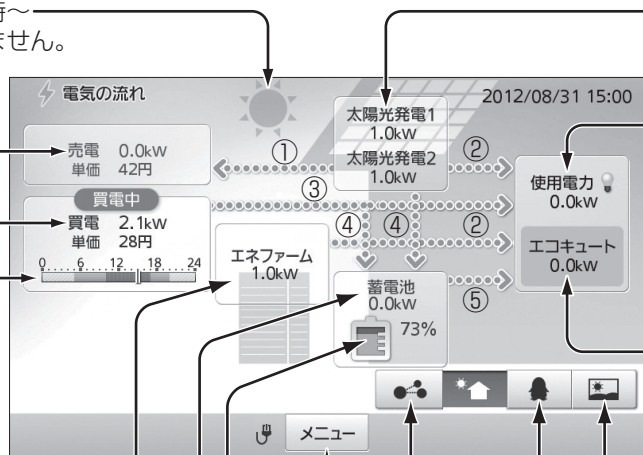 時～
ません。
電気の流れ
2012/08/31 15:00
太陽光発電1
1.0kW
太陽光発電2
1.0kW
売電 0.0kW
単価 42円
①
②
買電中
買電 2.1kW
単価 28円
0 6 12 18 24
③
④
④
②
使用電力
0.0kW
エコキュート
0.0kW
エネファーム
1.0kW
蓄電池
0.0kW
73%
⑤
メニュー